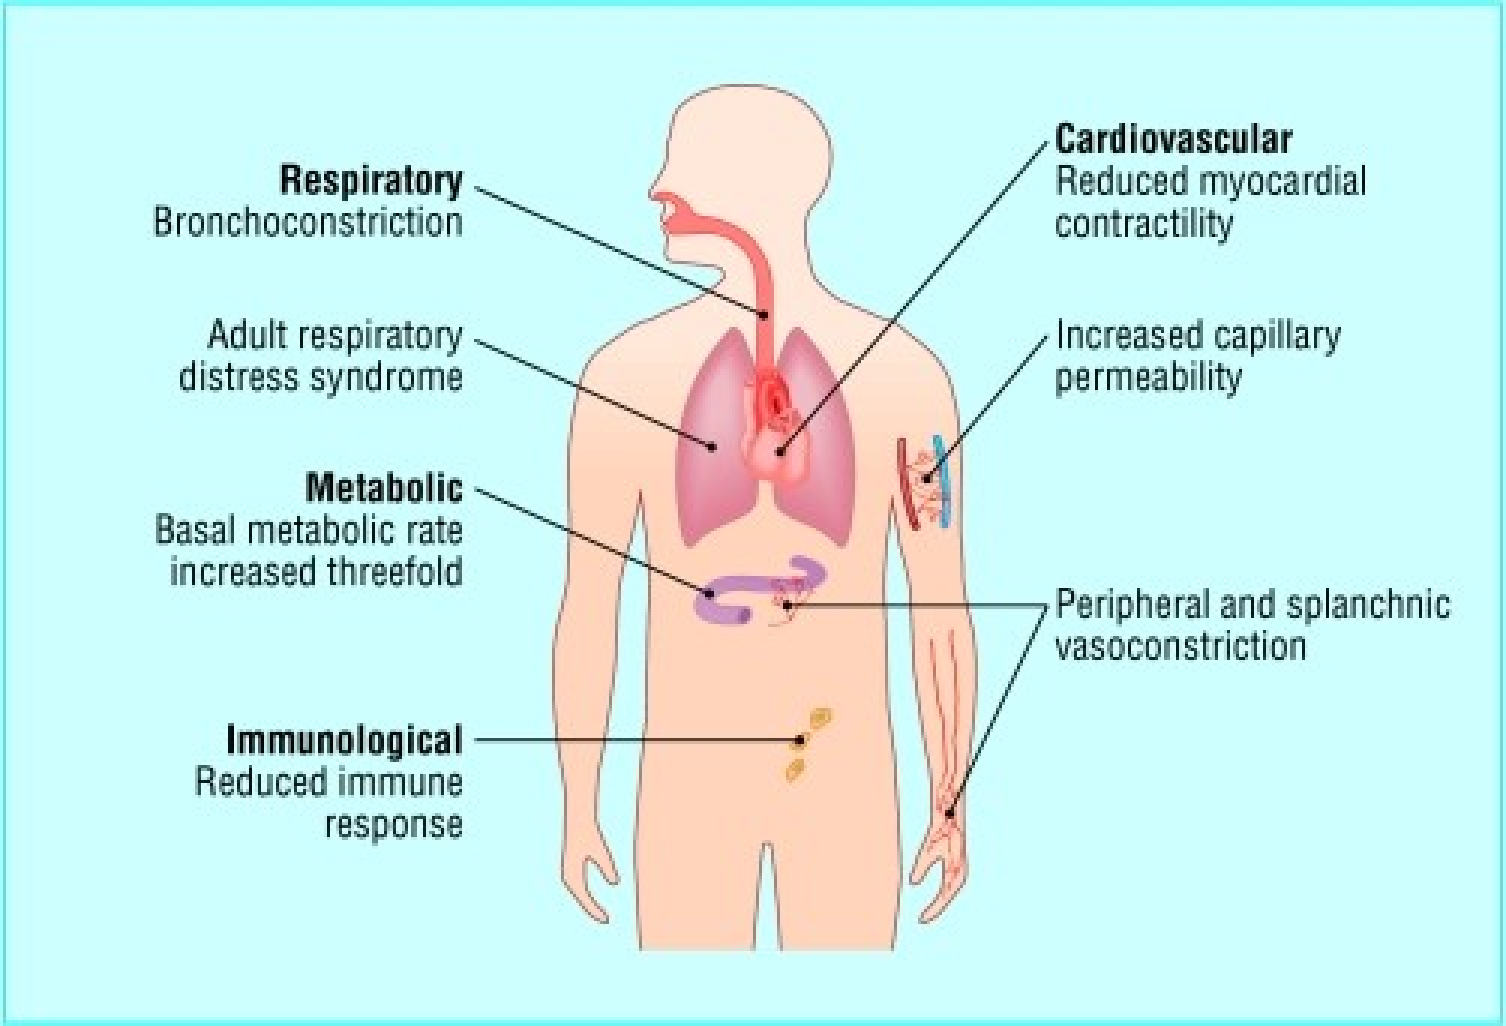 Respiratory
Bronchoconstriction
Adult respiratory
distress syndrome
Metabolic
Basal metabolic rate
increased threefold
Immunological
Reduced immune
response
Cardiovascular
Reduced myocardial
contractility
Increased capillary
permeability
Peripheral and splanchnic
vasoconstriction